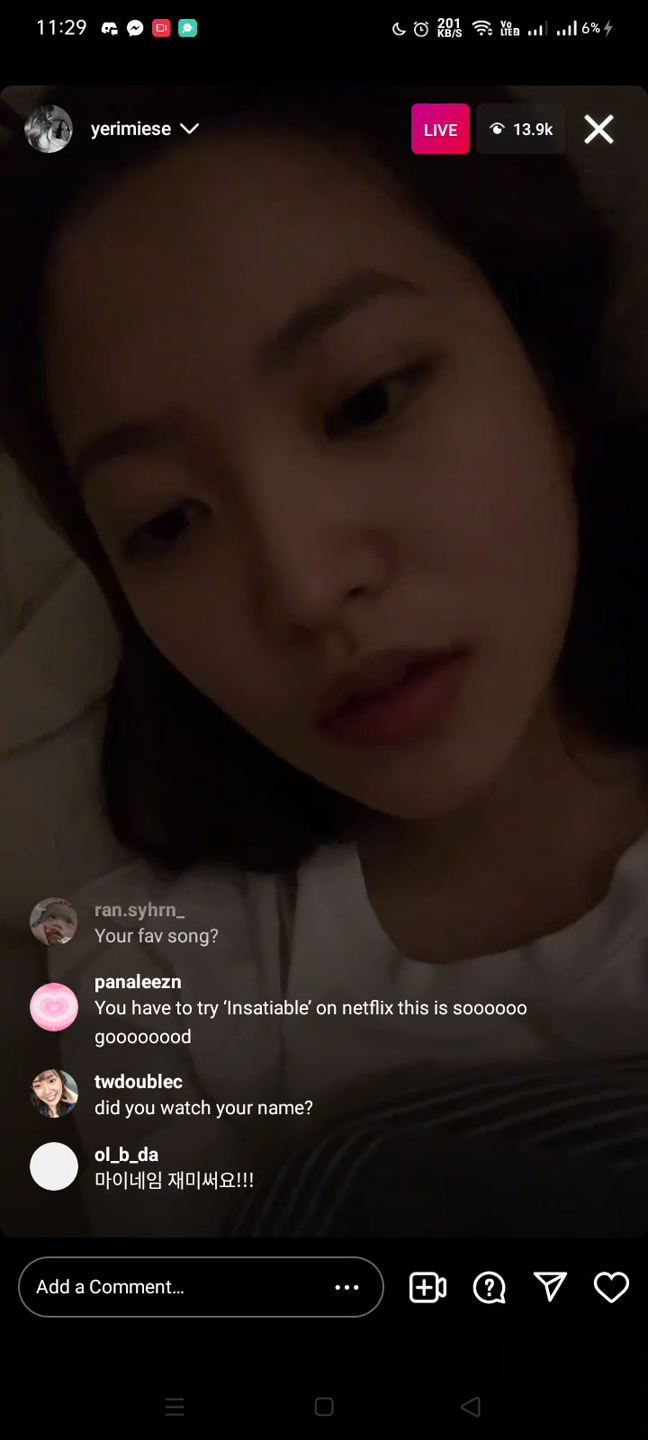 11:29
201
KB/S
Vo
LTE2
6%
yerimiese
LIVE
13.9k
ran.syhrn_
Your fav song?
panaleezn
You have to try ‘Insatiable’ on netflix this is soooooo
goooooood
twdoublec
did you watch your name?
ol_b_da
마이네임 재미써요!!!
Add a Comment...